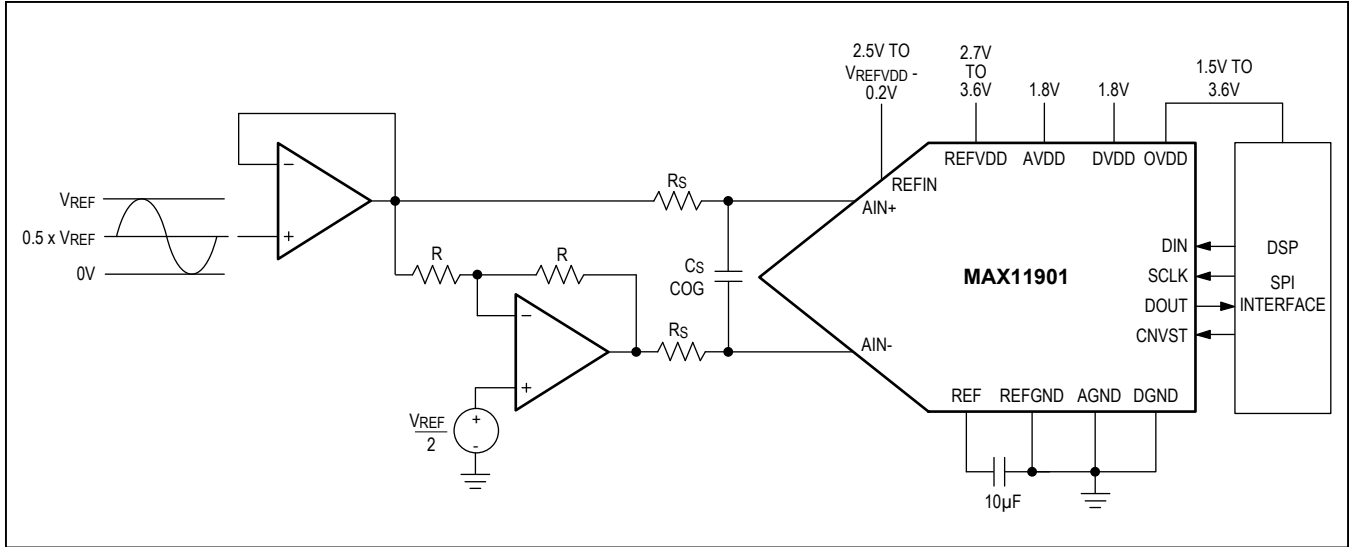 2.5V TO
VREFVDD -
0.2V
2.7V
TO
3.6V
1.8V
1.8V
1.5V TO
3.6V
REFVDD
AVDD
DVDD
OVDD
REFIN
AIN+
VREF
0.5 x VREF
0V
-
+
RS
R
R
CS
COG
RS
-
+
VREF
2
+
-
MAX11901
AIN-
DIN
SCLK
DOUT
CNVST
DSP
SPI
INTERFACE
REF
REFGND
AGND
DGND
10µF